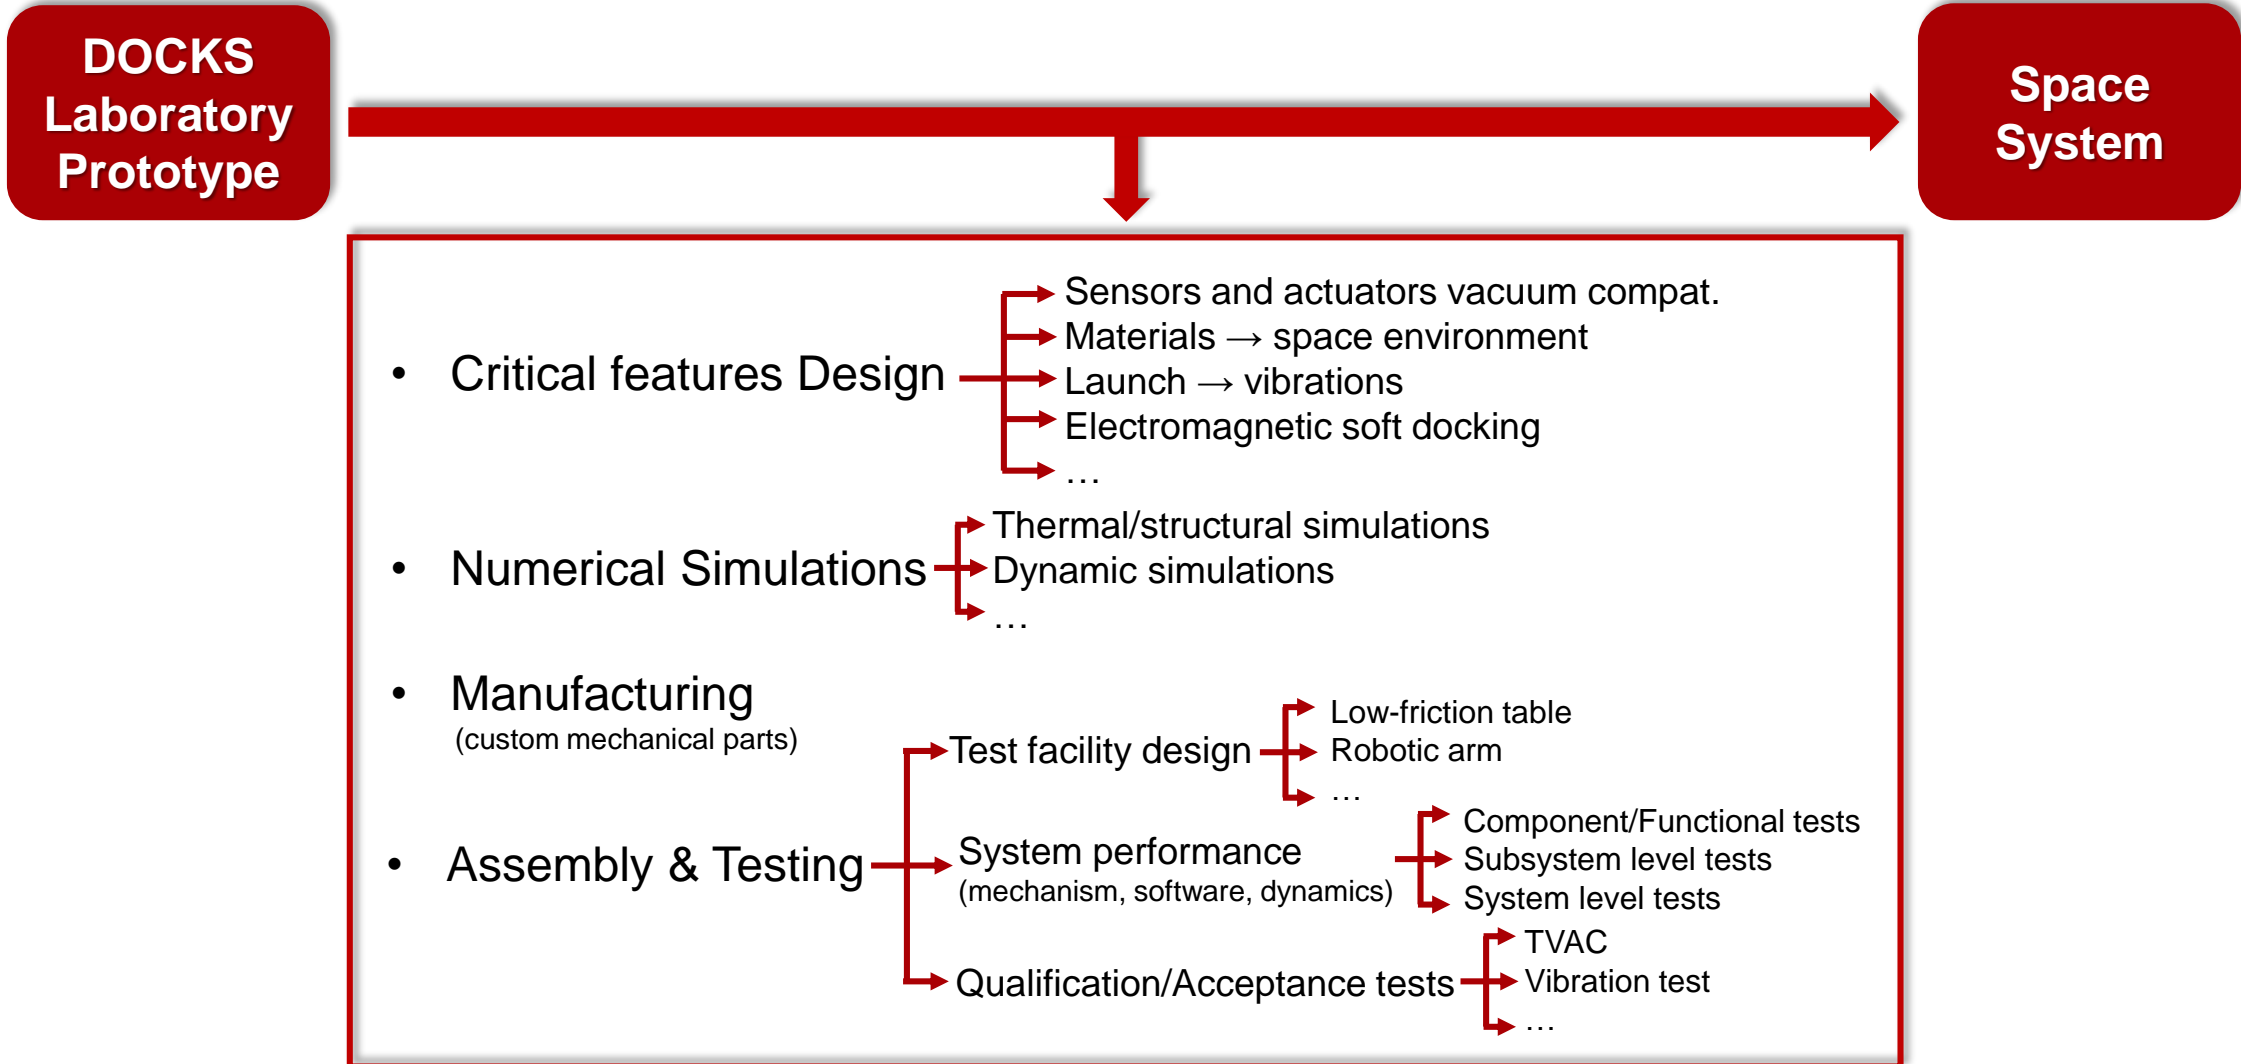 DOCKS
Laboratory
Prototype
Space
System
• Critical features Design
Sensors and actuators vacuum compat.
Materials → space environment
Launch → vibrations
Electromagnetic soft docking
…
• Numerical Simulations
Thermal/structural simulations
Dynamic simulations
…
• Manufacturing
(custom mechanical parts)
• Assembly & Testing
Test facility design
Low-friction table
Robotic arm
…
System performance
(mechanism, software, dynamics)
Component/Functional tests
Subsystem level tests
System level tests
Qualification/Acceptance tests
TVAC
Vibration test
…